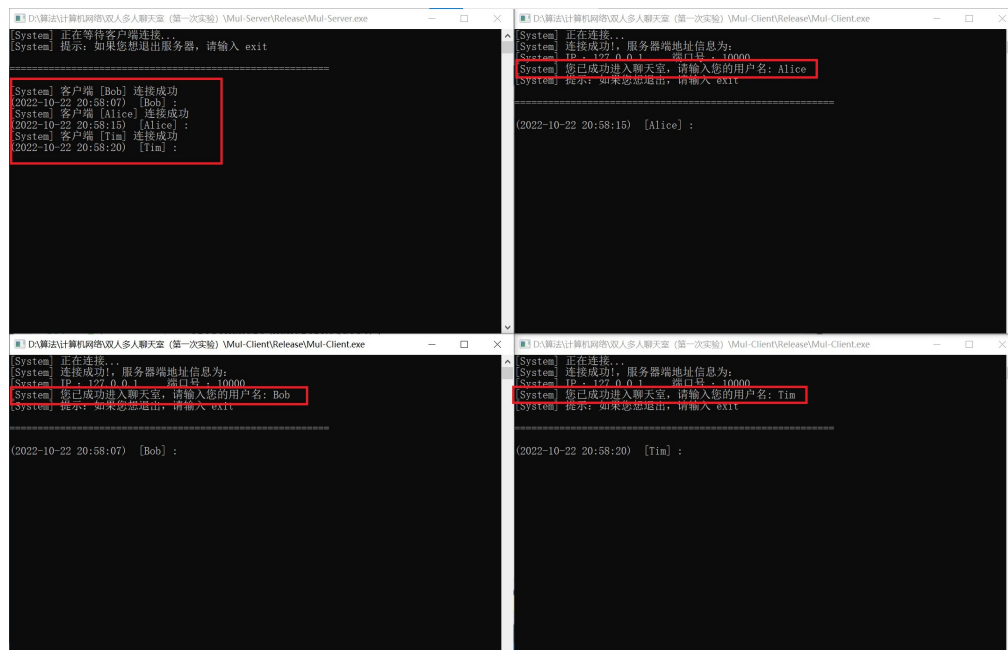 D:\算法\计算机网络\双人多人聊天室（第一次实验）\Mul-Server\Release\Mul-Server.exe
[System] 正在等待客户端连接...
[System] 提示：如果您想退出服务器，请输入 exit
[System] 客户端 [Bob] 连接成功
(2022-10-22 20:58:07) [Bob] :
[System] 客户端 [Alice] 连接成功
(2022-10-22 20:58:15) [Alice] :
[System] 客户端 [Tim] 连接成功
(2022-10-22 20:58:20) [Tim] :
D:\算法\计算机网络\双人多人聊天室（第一次实验）\Mul-Client\Release\Mul-Client.exe
[System] 正在连接...
[System] 连接成功!，服务器端地址信息为:
[System] IP : 127.0.0.1 端口号 : 10000
[System] 您已成功进入聊天室，请输入您的用户名: Alice
[System] 提示：如果您想退出，请输入 exit
(2022-10-22 20:58:15) [Alice] :
D:\算法\计算机网络\双人多人聊天室（第一次实验）\Mul-Client\Release\Mul-Client.exe
[System] 正在连接...
[System] 连接成功!，服务器端地址信息为:
[System] IP : 127.0.0.1 端口号 : 10000
[System] 您已成功进入聊天室，请输入您的用户名: Bob
[System] 提示：如果您想退出，请输入 exit
(2022-10-22 20:58:07) [Bob] :
D:\算法\计算机网络\双人多人聊天室（第一次实验）\Mul-Client\Release\Mul-Client.exe
[System] 正在连接...
[System] 连接成功!，服务器端地址信息为:
[System] IP : 127.0.0.1 端口号 : 10000
[System] 您已成功进入聊天室，请输入您的用户名: Tim
[System] 提示：如果您想退出，请输入 exit
(2022-10-22 20:58:20) [Tim] :